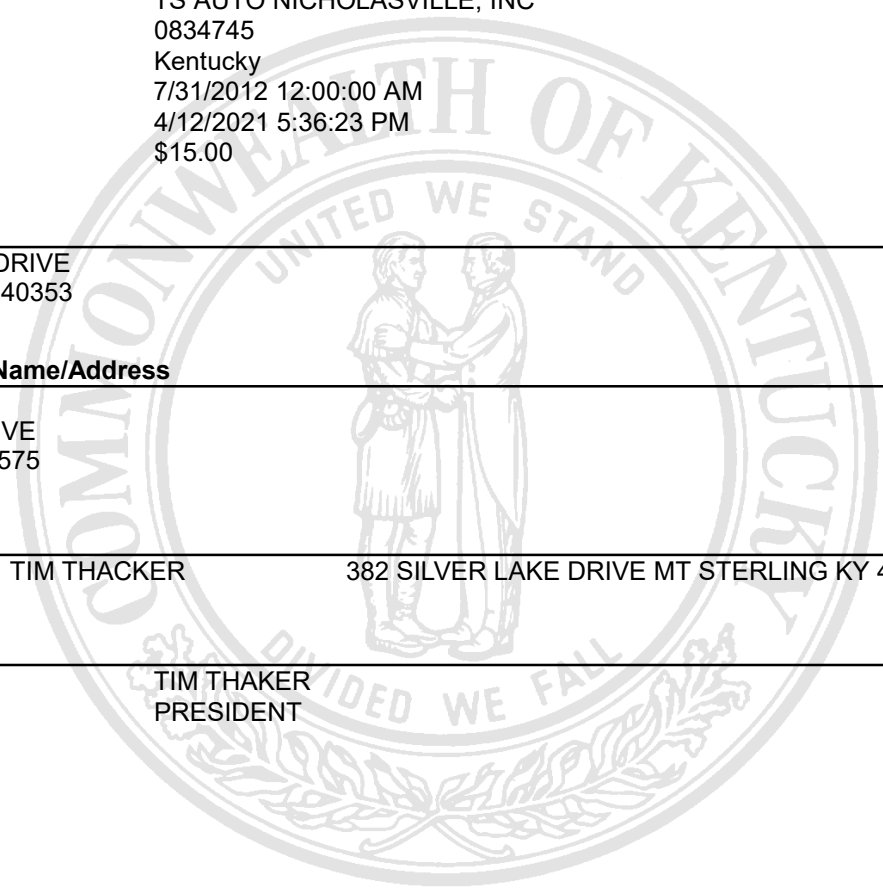 TS AUTO NICHOLASVILLE, INC
0834745
Kentucky
7/31/2012 12:00:00 AM
4/12/2021 5:36:23 PM
$15.00
DRIVE
40353
Name/Address
VE
575
TIM THACKER 382 SILVER LAKE DRIVE MT STERLING KY 4
TIM THAKER
PRESIDENT
COMMONWEALTH OF KENTUCKY
UNITED WE STAND
DIVIDED WE FALL